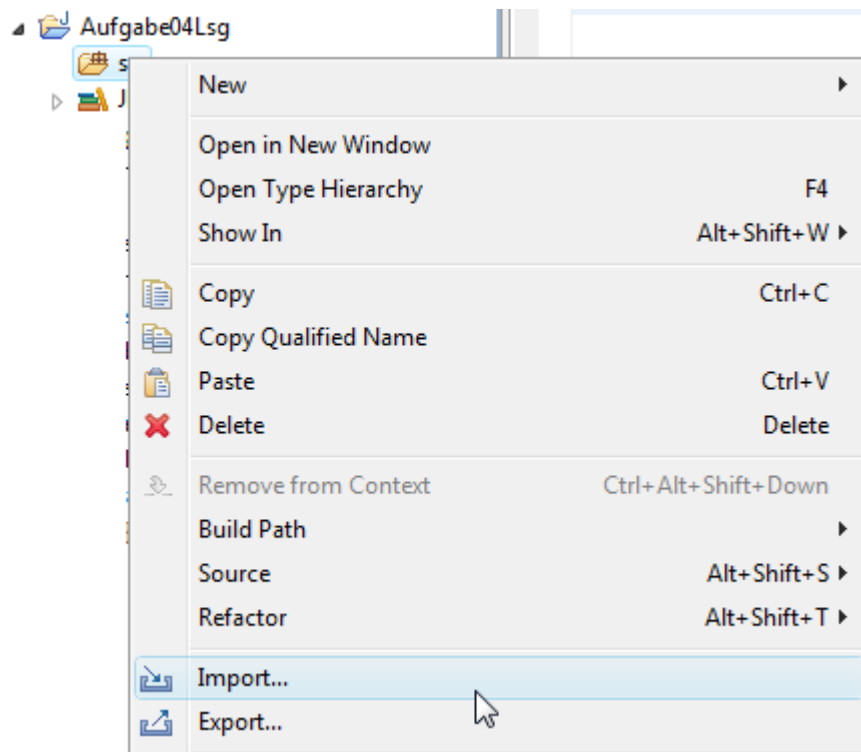 Aufgabe04Lsg
New
Open in New Window
Open Type Hierarchy F4
Show In Alt+Shift+W
Copy Ctrl+C
Copy Qualified Name
Paste Ctrl+V
Delete Delete
Remove from Context Ctrl+Alt+Shift+Down
Build Path
Source Alt+Shift+S
Refactor Alt+Shift+T
Import...
Export...